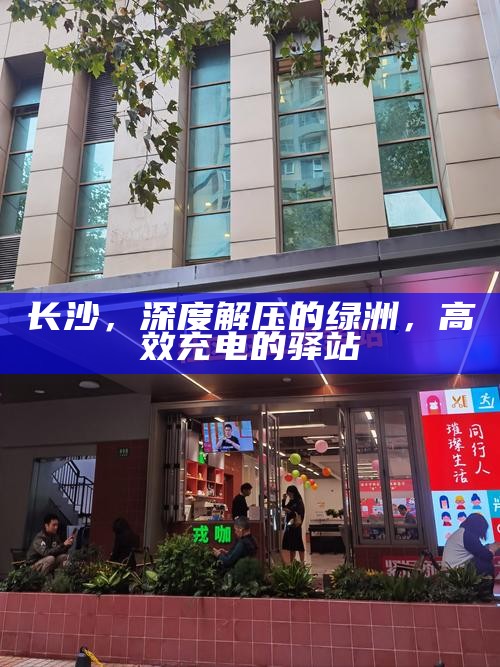 长沙，深度解压的绿洲，高
效充电的驿站
同行人
璀璨生活
戎咖